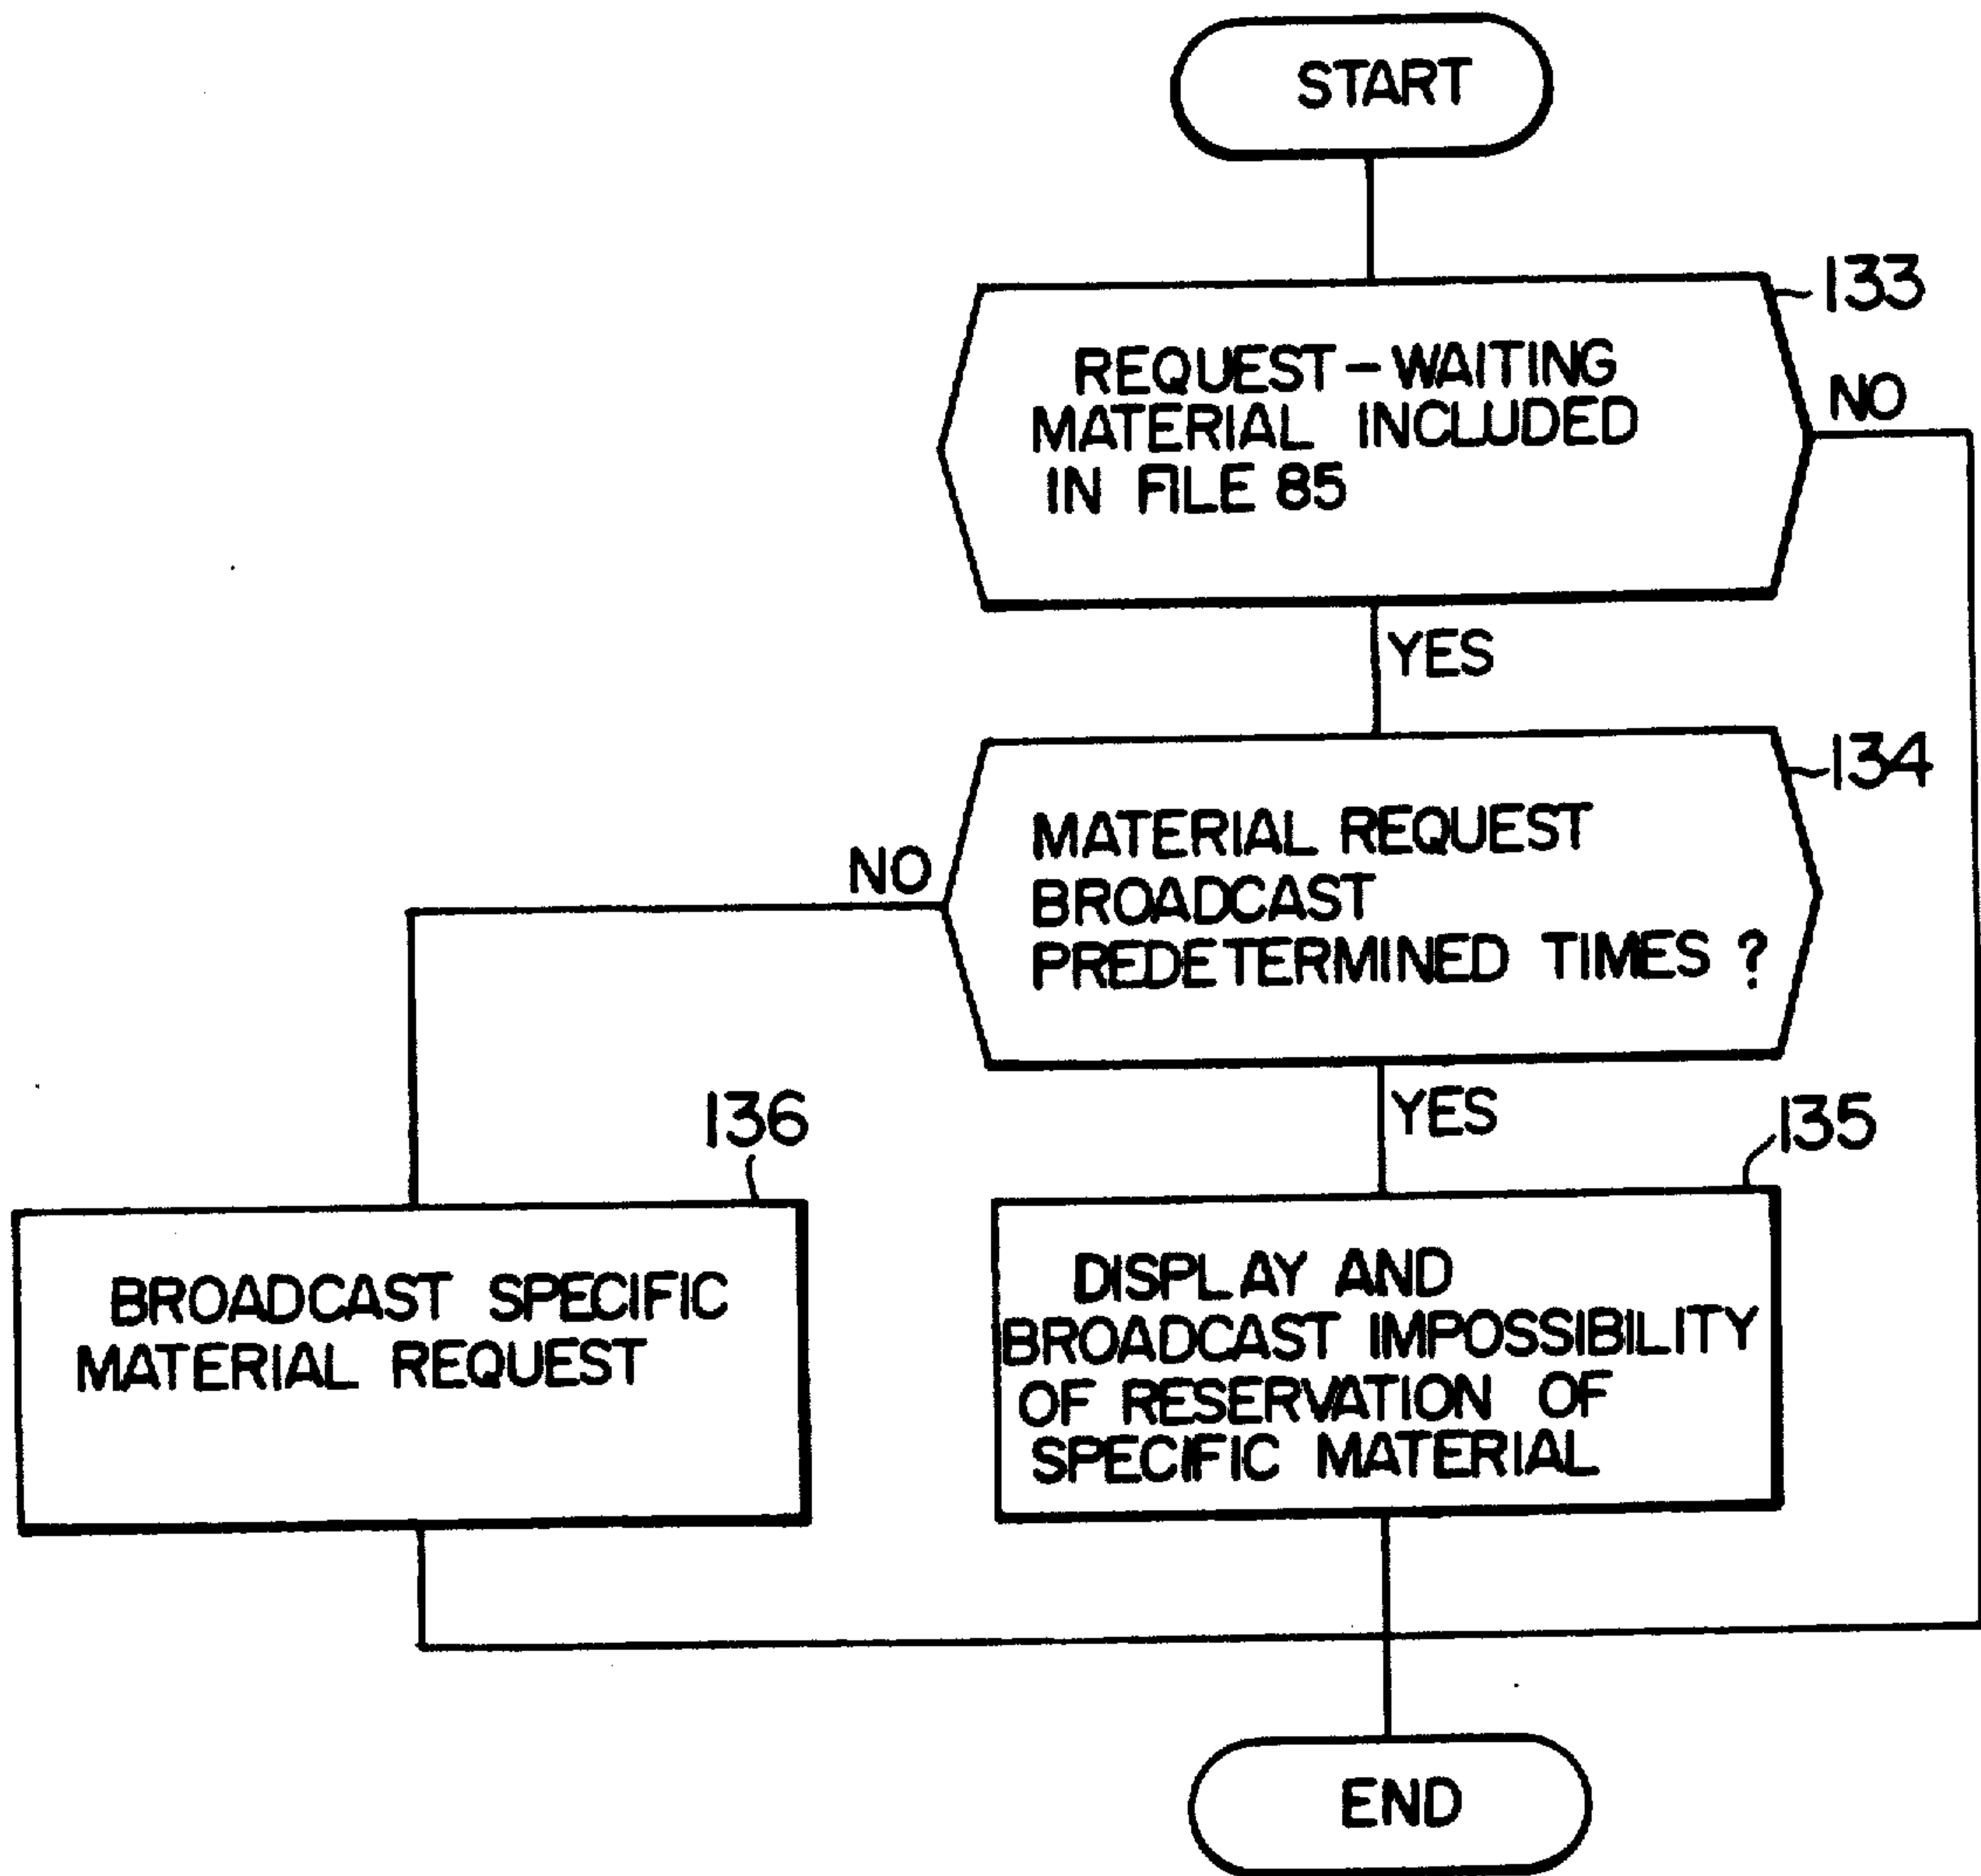 START
133
REQUEST-WAITING
MATERIAL INCLUDED
IN FILE 85
NO
YES
134
MATERIAL REQUEST
BROADCAST
PREDETERMINED TIMES ?
NO
YES
136
135
BROADCAST SPECIFIC
MATERIAL REQUEST
DISPLAY AND
BROADCAST IMPOSSIBILITY
OF RESERVATION OF
SPECIFIC MATERIAL
END